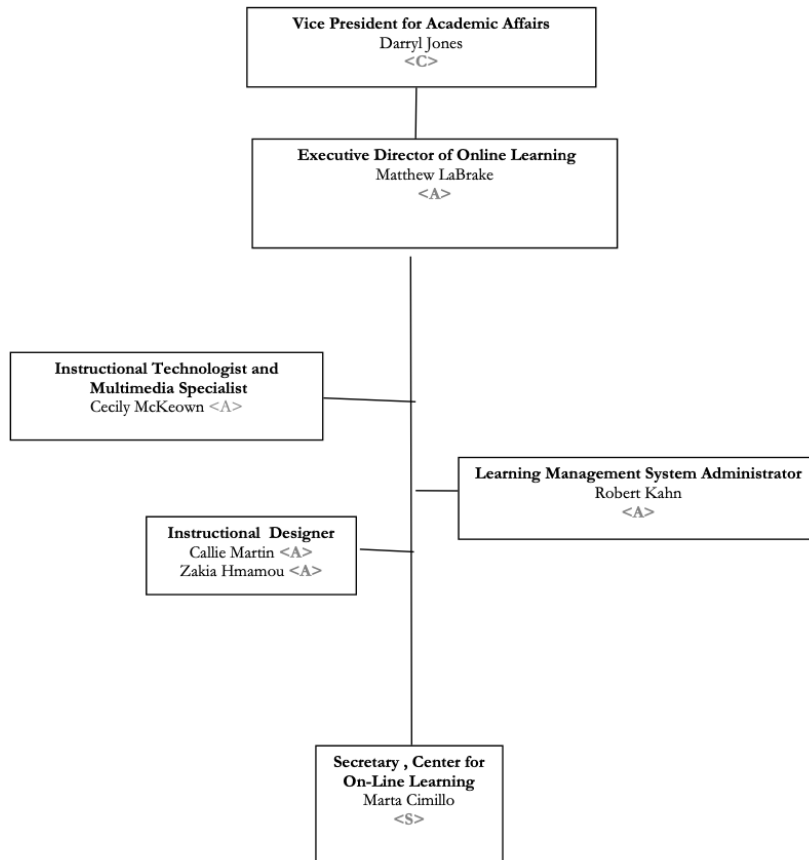 Vice President for Academic Affairs
Darryl Jones
<C>
Executive Director of Online Learning
Matthew LaBrake
<A>
Instructional Technologist and
Multimedia Specialist
Cecily McKeown <A>
Learning Management System Administrator
Robert Kahn
<A>
Instructional  Designer
Callie Martin <A>
Zakia Hmamou <A>
Secretary , Center for
On-Line Learning
Marta Cimillo
<S>